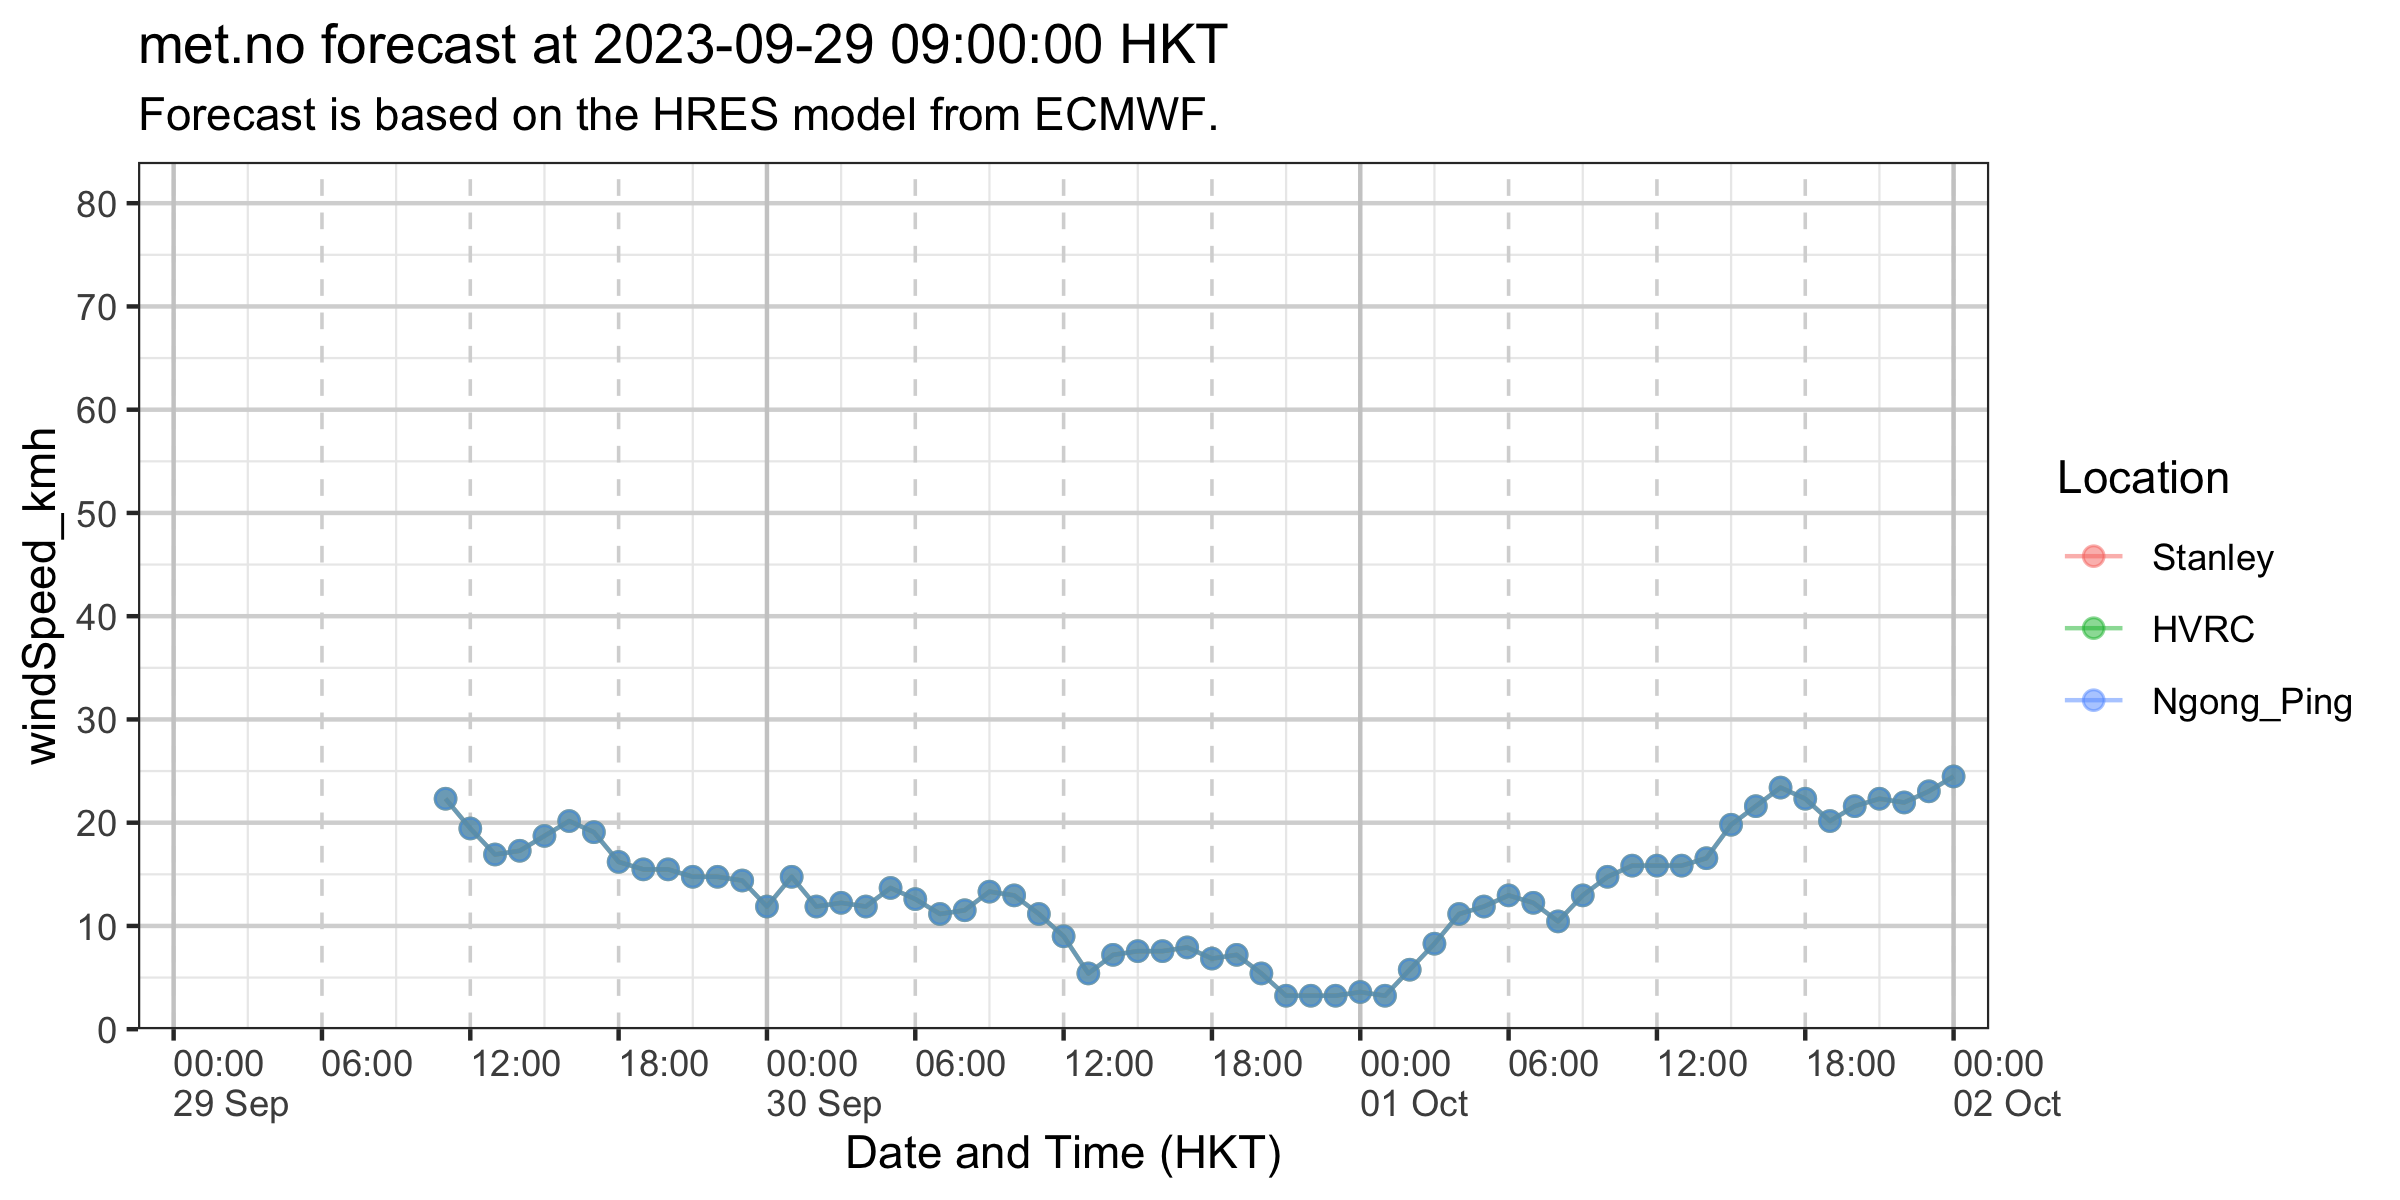 met.no forecast at 2023-09-29 09:00:00 HKT
Forecast is based on the HRES model from ECMWF.
windSpeed_kmh
80
70
60
50
40
30
20
10
0
00:00 06:00 12:00 18:00 00:00 06:00 12:00 18:00 00:00 06:00 12:00 18:00 00:00
29 Sep 30 Sep 01 Oct 02 Oct
Date and Time (HKT)
Location
Stanley
HVRC
Ngong_Ping